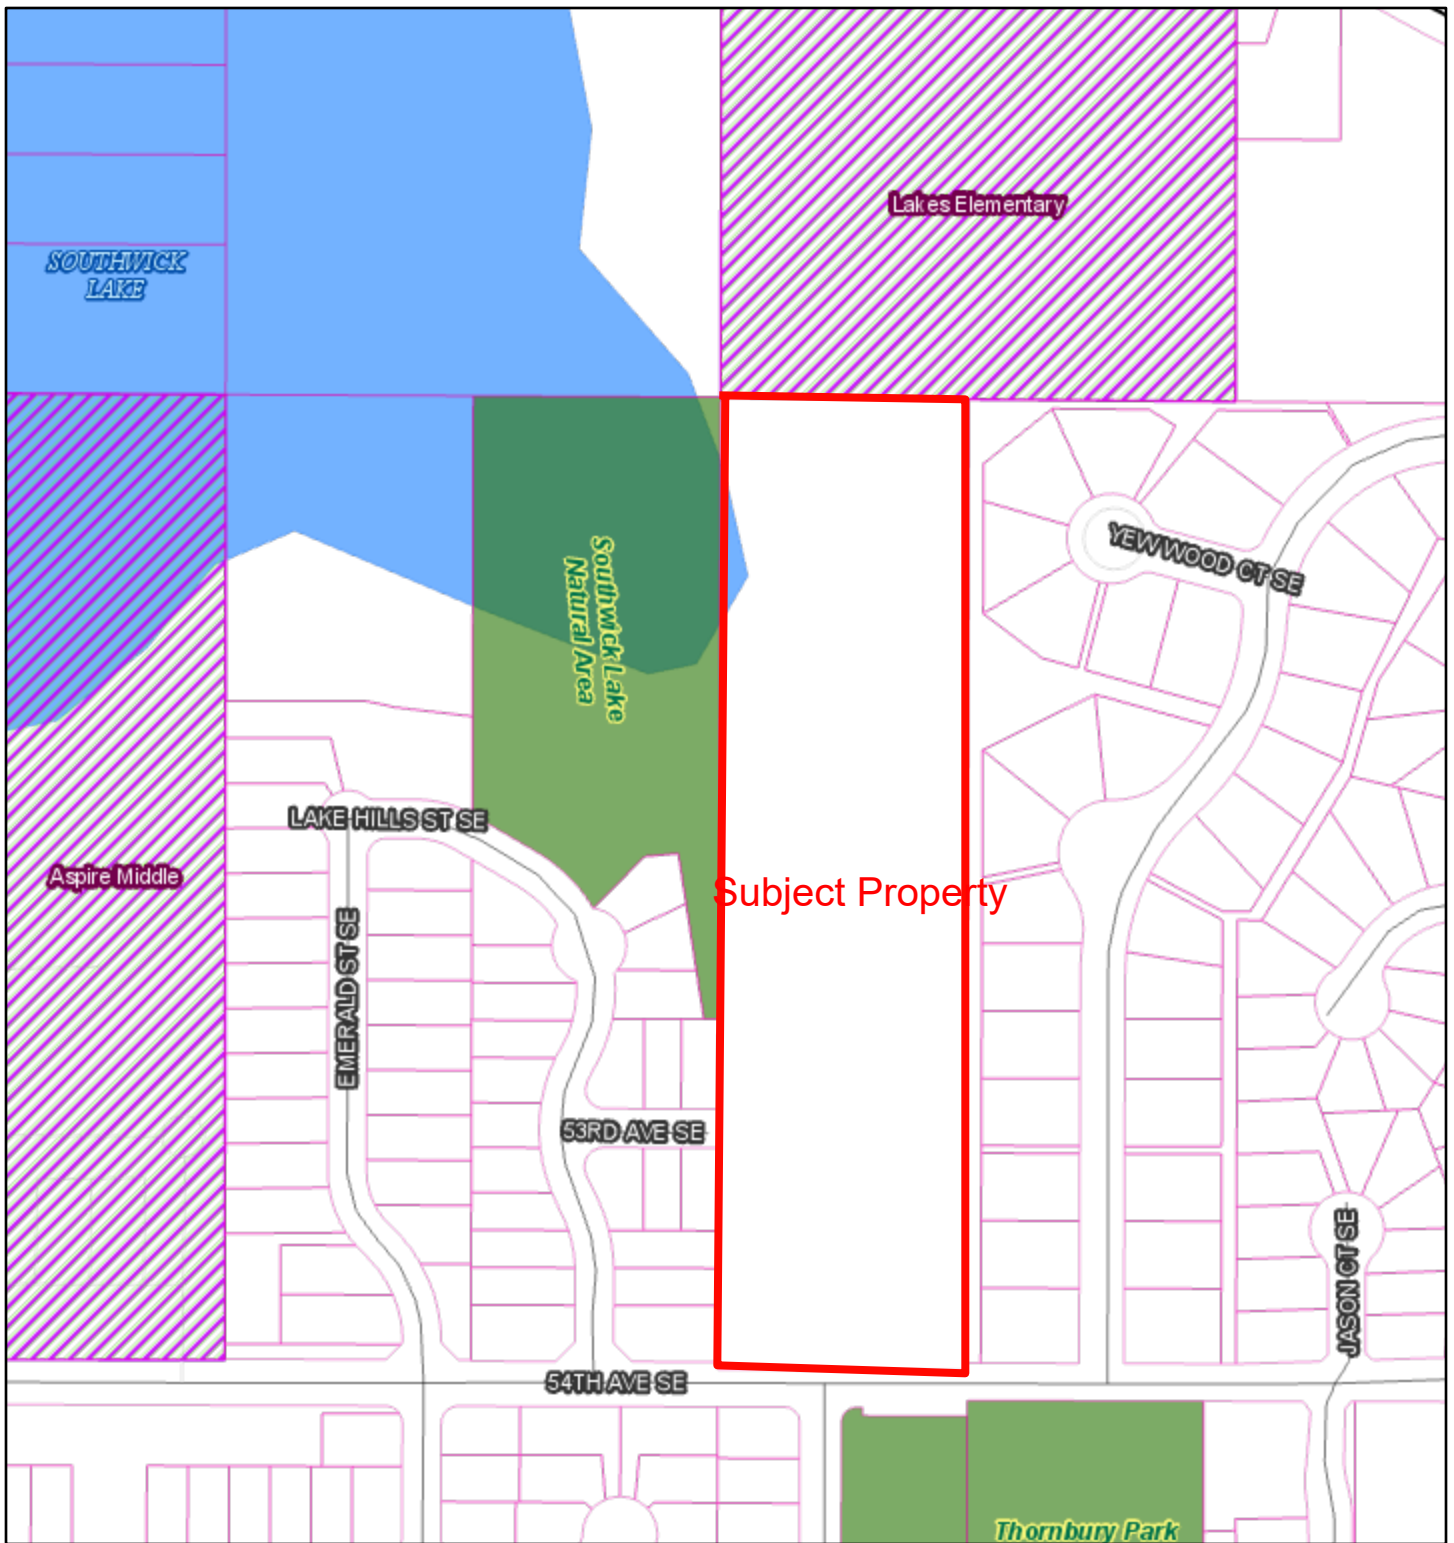 Lakes Elementary
SOUTHWICK
LAKE
YEWWOOD CT SE
Southwick Lake
Natural Area
LAKE HILLS ST SE
Aspire Middle
Subject Property
EMERALD ST SE
53RD AVE SE
JASON CT SE
54TH AVE SE
Thornbury Park